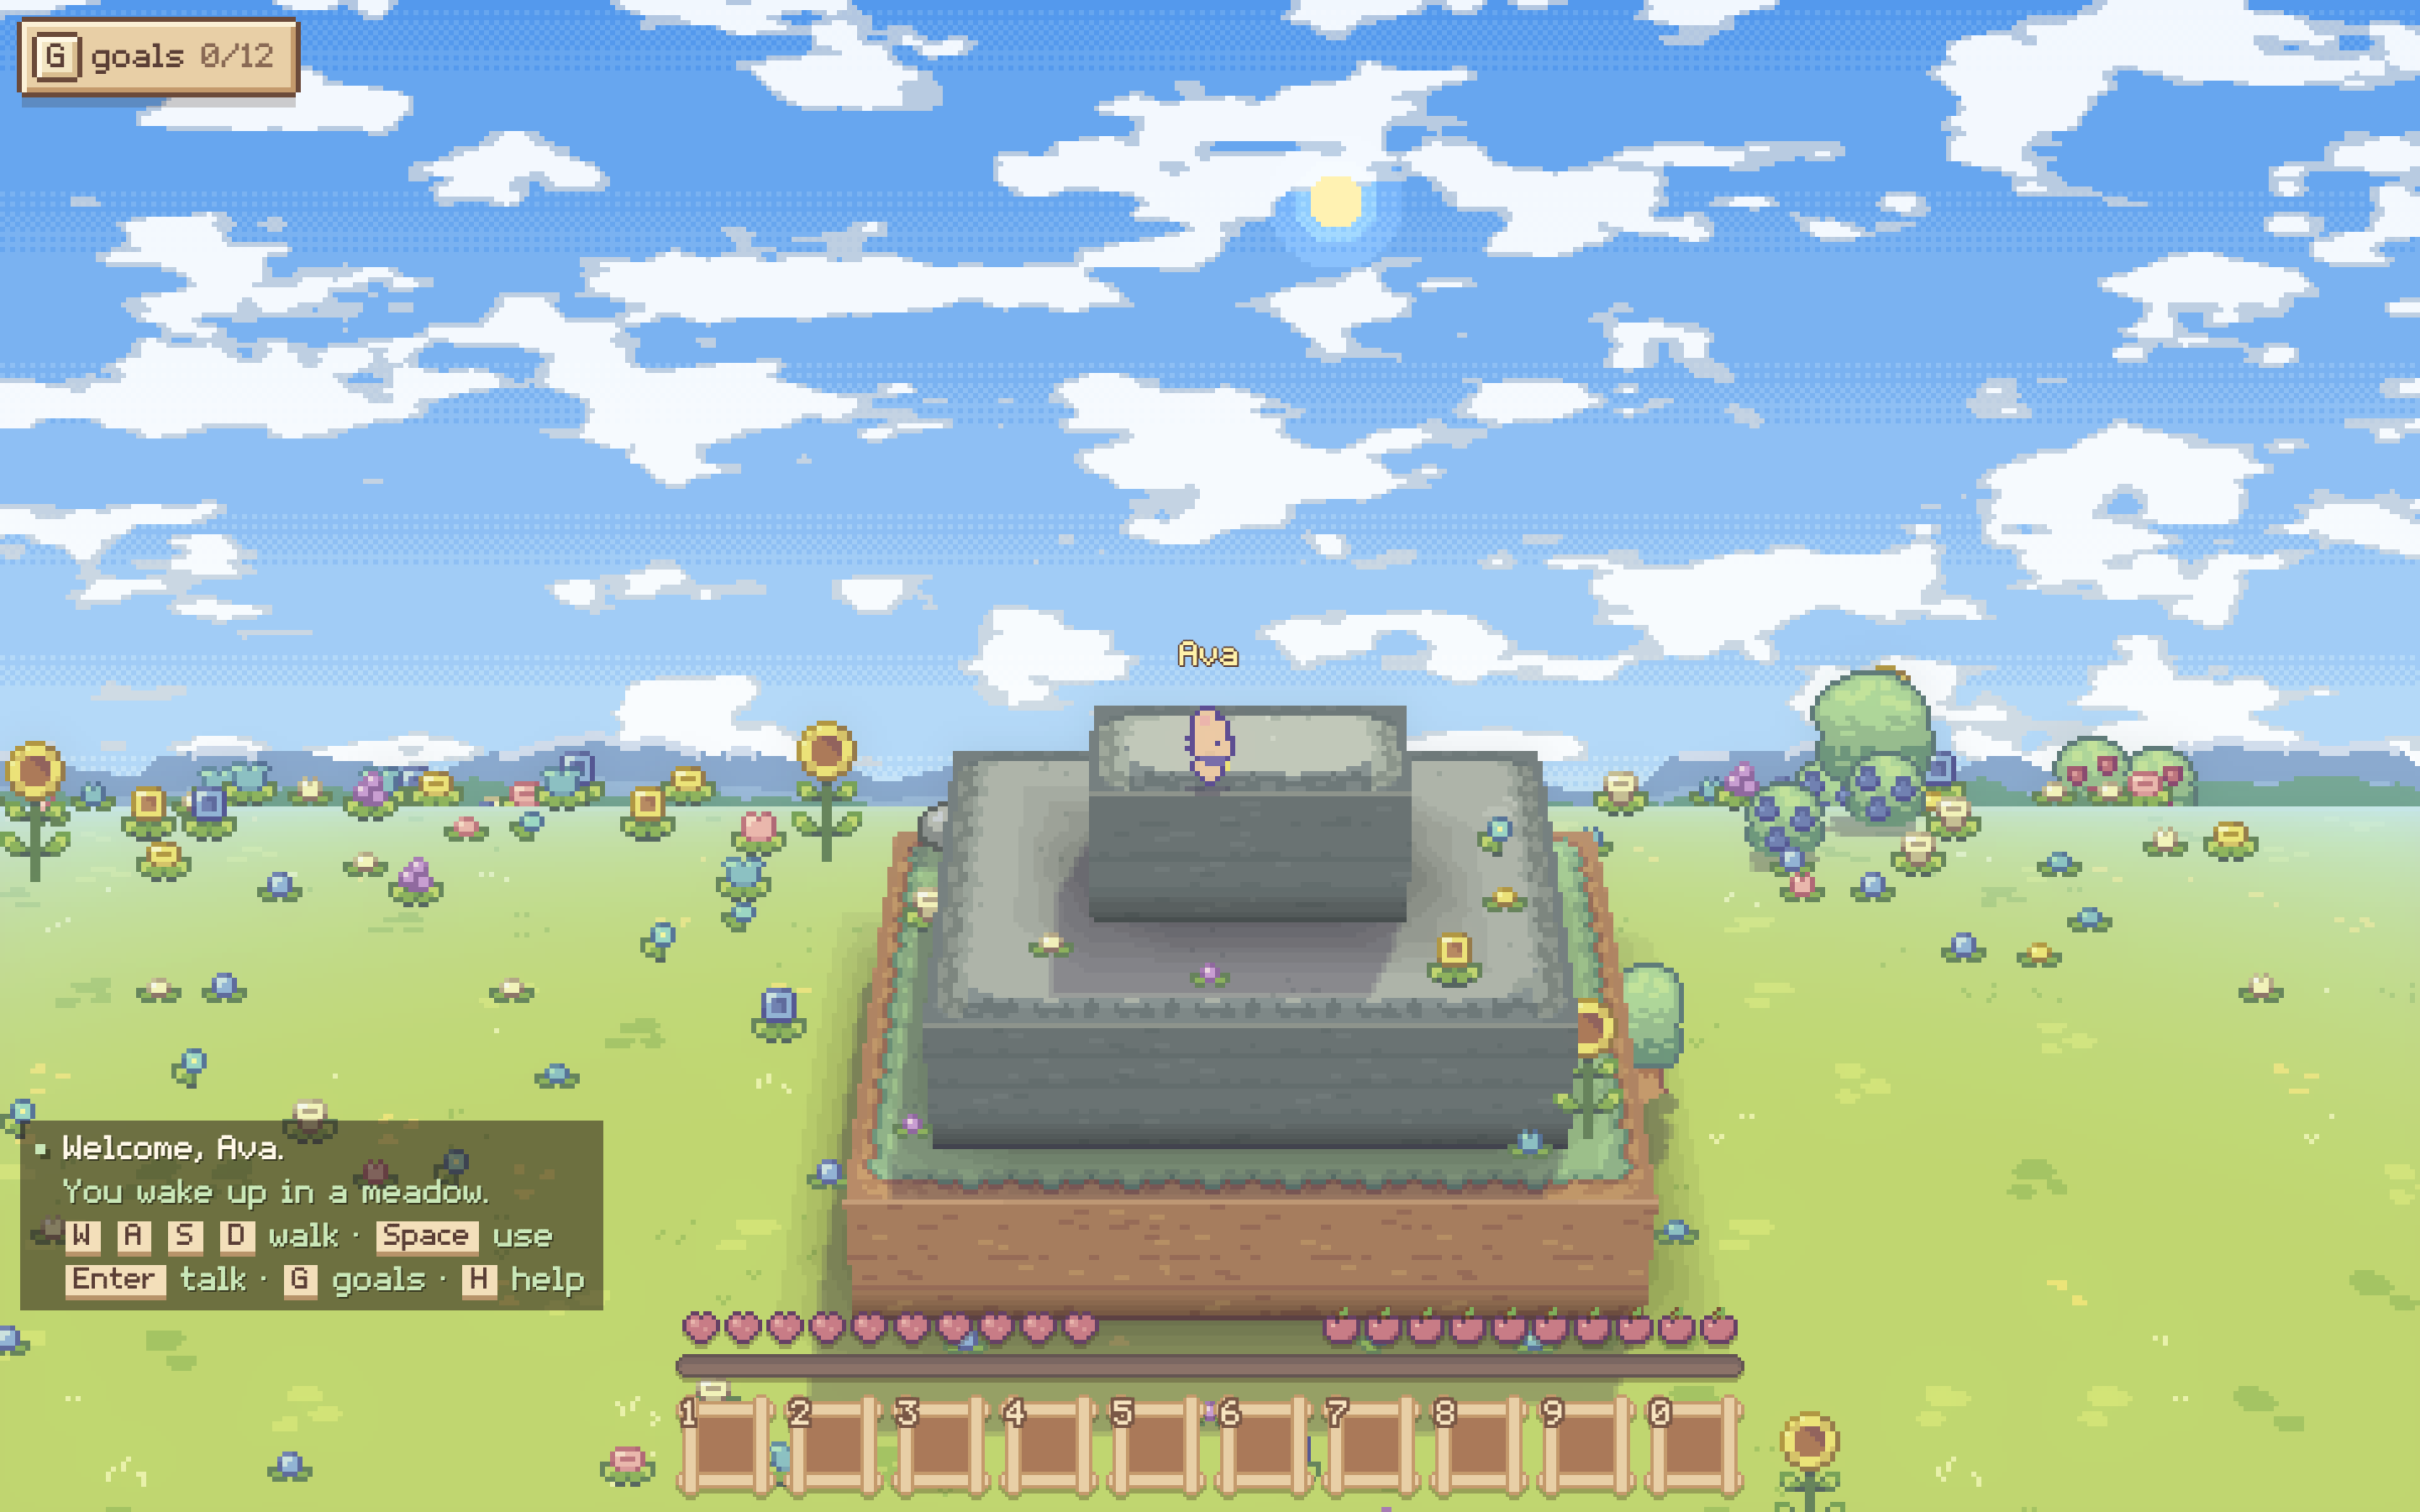 G goals 0/12
Ava
Welcome, Ava.
You wake up in a meadow.
W A S D walk · Space use
Enter talk · G goals · H help
1 2 3 4 5 6 7 8 9 0